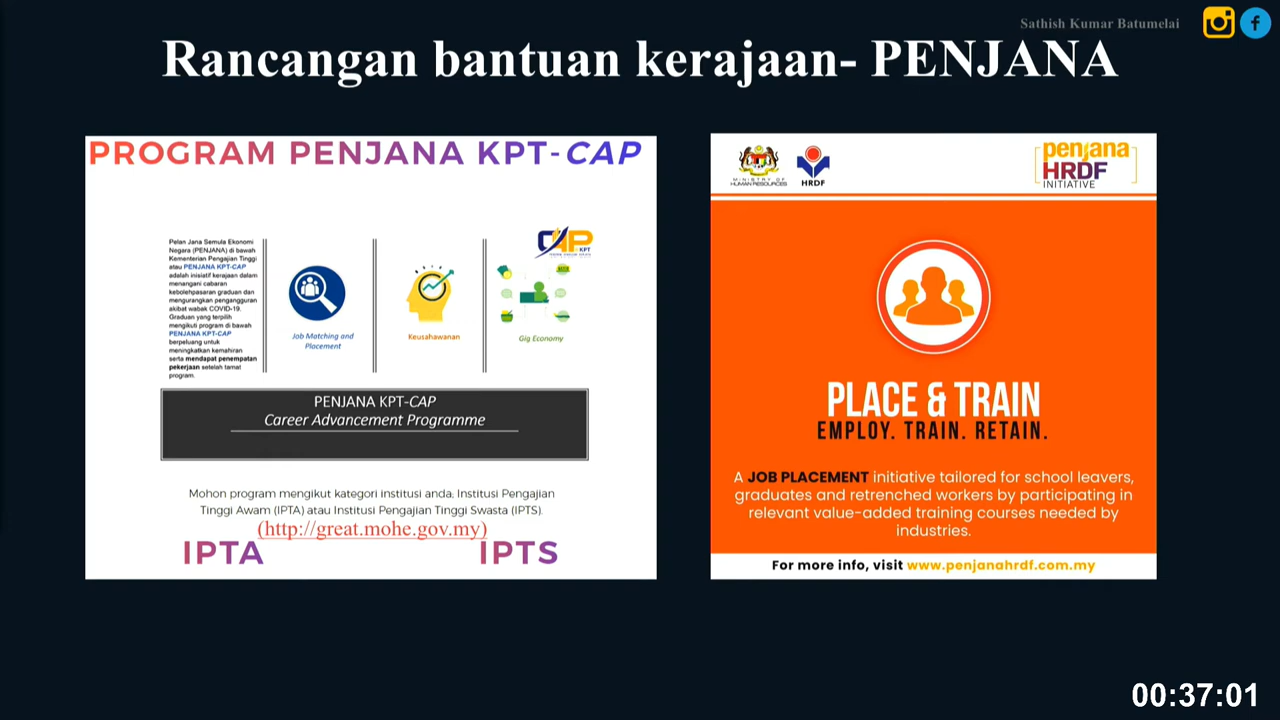 Sathish Kumar Batumelai
Rancangan bantuan kerajaan- PENJANA
PROGRAM PENJANA KPT-CAP
Pelan Jana Semula Ekonomi
Negara (PENJANA) di bawah
Kementerian Pengajian Tinggi
atau PENJANA KPT-CAP
adalah inisiatif kerajaan dalam
menangani cabaran
kebolehpasaran graduan dan
mengurangkan pengangguran
akibat wabak COVID-19.
Graduan yang terpilih
mengikuti program di bawah
PENJANA KPT-CAP
berpeluang untuk
meningkatkan kemahiran
serta mendapat penempatan
pekerjaan setelah tamat
program.
Job Matching and
Placement
Keusahawanan
CAP
KPT
Gig Economy
PENJANA KPT-CAP
Career Advancement Programme
Mohon program mengikut kategori institusi anda, Institusi Pengajian
Tinggi Awam (IPTA) atau Institusi Pengajian Tinggi Swasta (IPTS).
(http://great.mohe.gov.my)
IPTA
IPTS
MINISTRY OF
HUMAN RESOURCES
HRDF
penjana
HRDF
INITIATIVE
PLACE & TRAIN
EMPLOY. TRAIN. RETAIN.
A JOB PLACEMENT initiative tailored for school leavers,
graduates and retrenched workers by participating in
relevant value-added training courses needed by
industries.
For more info, visit www.penjanahrdf.com.my
00:37:01